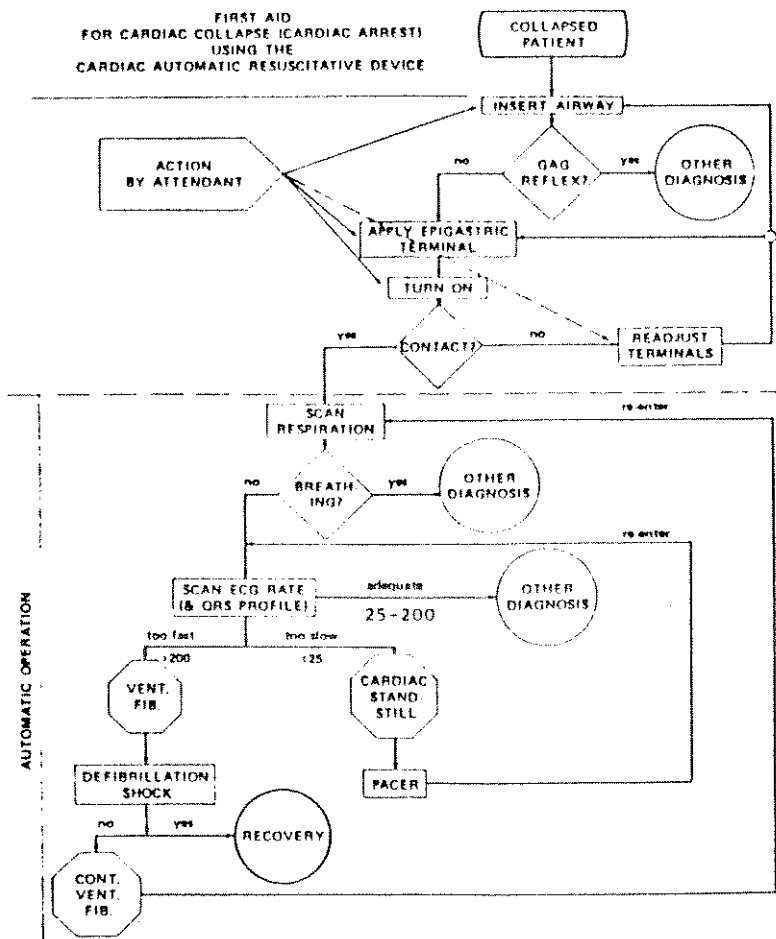 FIRST AID
FOR CARDIAC COLLAPSE (CARDIAC ARREST)
USING THE
CARDIAC AUTOMATIC RESUSCITATIVE DEVICE
COLLAPSED
PATIENT
INSERT AIRWAY
ACTION
BY ATTENDANT
no
GAG
REFLEX?
yes
OTHER
DIAGNOSIS
APPLY EPIGASTRIC
TERMINAL
TURN ON
yes
CONTACT?
no
READJUST
TERMINALS
SCAN
RESPIRATION
re-enter
no
BREATH-
ING?
yes
OTHER
DIAGNOSIS
re-enter
SCAN ECG RATE
(& QRS PROFILE)
adequate
25-200
OTHER
DIAGNOSIS
too fast
>200
too slow
<25
VENT.
FIB.
CARDIAC
STAND-
STILL
AUTOMATIC OPERATION
DEFIBRILLATION
SHOCK
PACER
no
yes
RECOVERY
CONT.
VENT.
FIB.